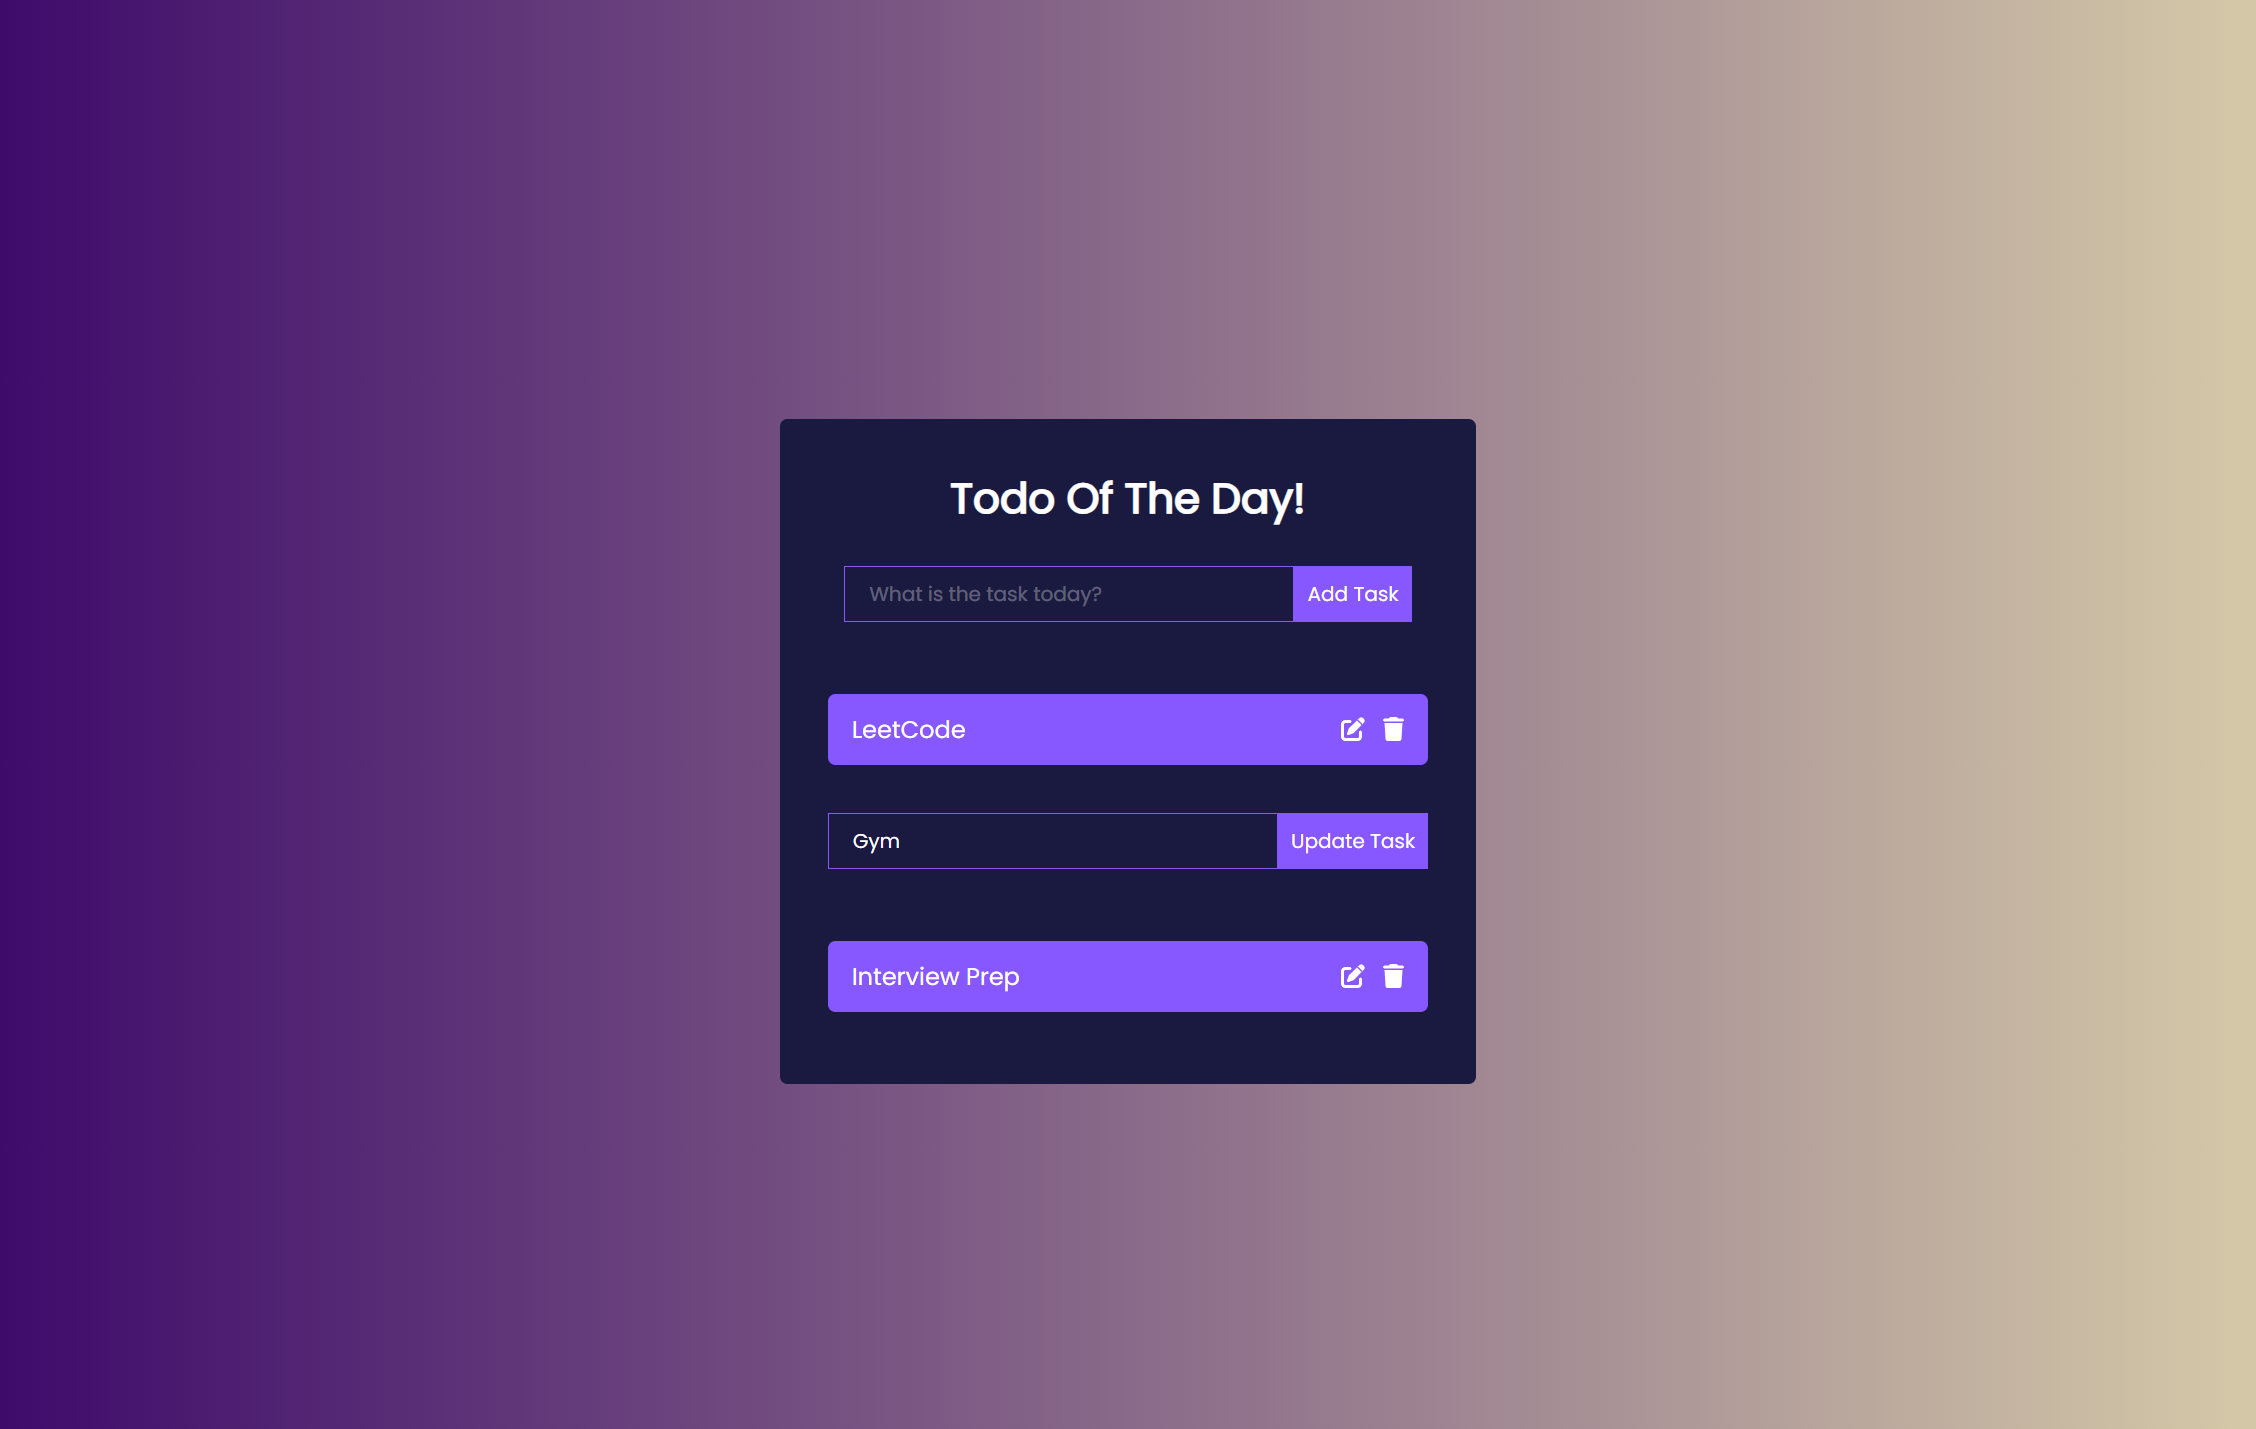 Todo Of The Day!
What is the task today?
Add Task
LeetCode
Gym
Update Task
Interview Prep